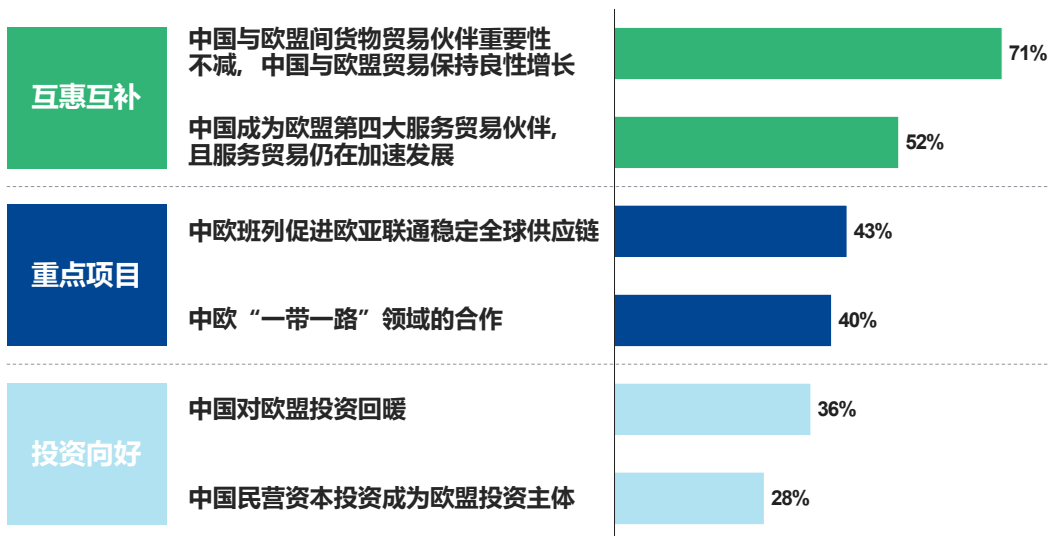 互惠互补
中国与欧盟间货物贸易伙伴重要性
不减，中国与欧盟贸易保持良性增长
71%
中国成为欧盟第四大服务贸易伙伴，
且服务贸易仍在加速发展
52%
重点项目
中欧班列促进欧亚联通稳定全球供应链
43%
中欧“一带一路”领域的合作
40%
投资向好
中国对欧盟投资回暖
36%
中国民营资本投资成为欧盟投资主体
28%